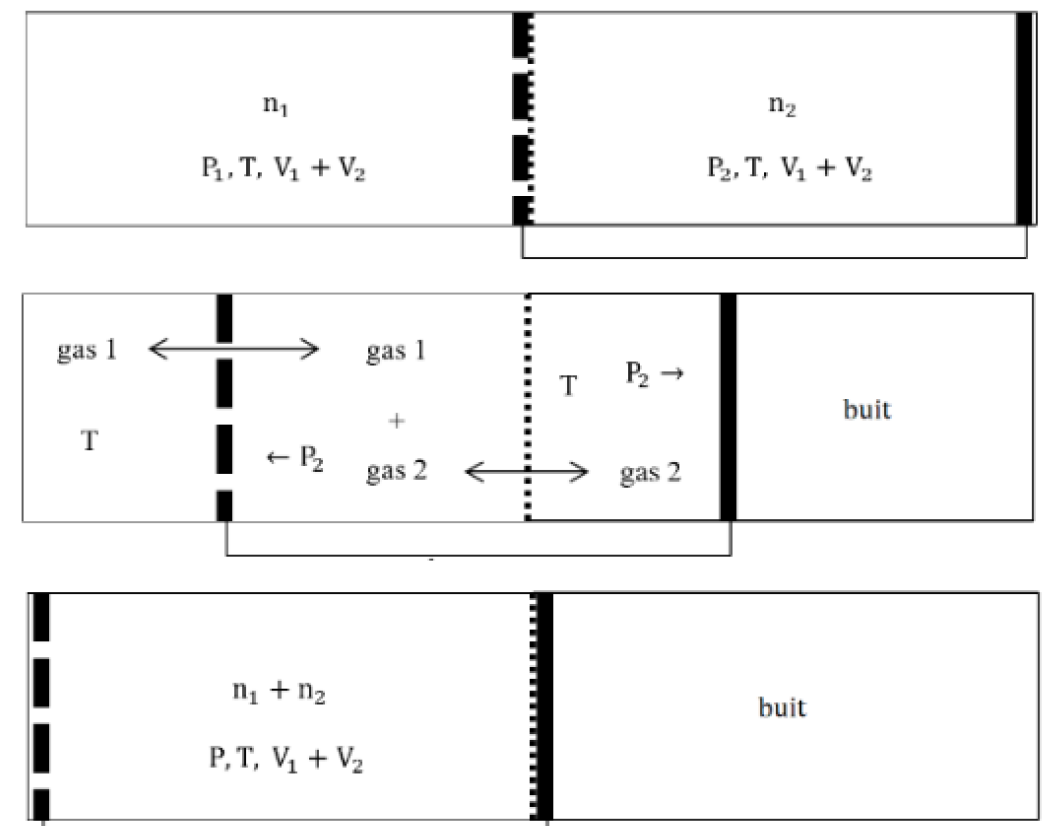 n₁ n₂
P₁, T, V₁ + V₂ P₂, T, V₁ + V₂
gas 1 gas 1
T P₂ →
buit
T +
← P₂ gas 2 gas 2
n₁ + n₂
buit
P, T, V₁ + V₂